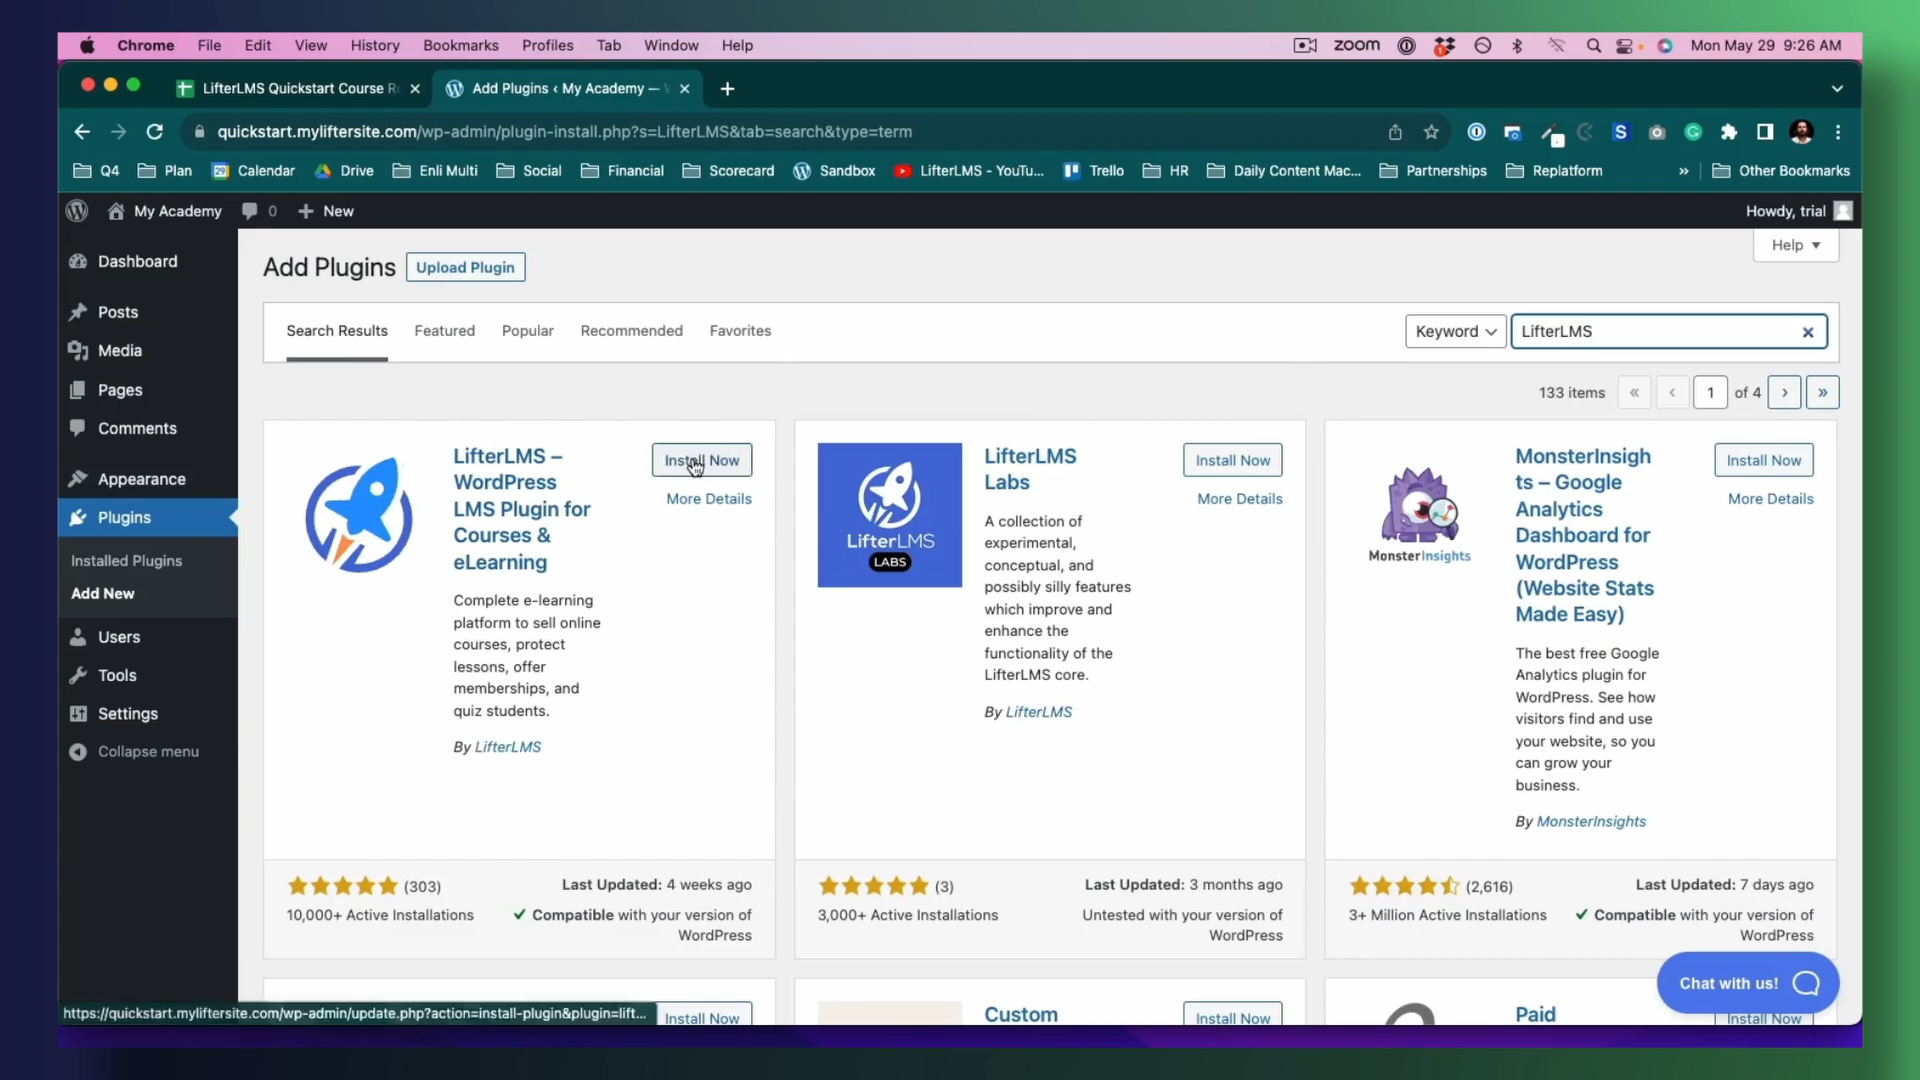 Chrome File Edit View History Bookmarks Profiles Tab Window Help
zoom Mon May 29 9:26 AM
LifterLMS Quickstart Course R
Add Plugins ‹ My Academy —
quickstart.myliftersite.com/wp-admin/plugin-install.php?s=LifterLMS&tab=search&type=term
Q4 Plan Calendar Drive Enli Multi Social Financial Scorecard Sandbox LifterLMS - YouTu... Trello HR Daily Content Mac... Partnerships Replatform » Other Bookmarks
My Academy 0 + New
Howdy, trial
Dashboard
Posts
Media
Pages
Comments
Appearance
Plugins
Installed Plugins
Add New
Users
Tools
Settings
Collapse menu
Help
Add Plugins Upload Plugin
Search Results Featured Popular Recommended Favorites
Keyword LifterLMS
133 items « ‹ 1 of 4 › »
LifterLMS –
WordPress
LMS Plugin for
Courses &
eLearning
Install Now
More Details
Complete e-learning
platform to sell online
courses, protect
lessons, offer
memberships, and
quiz students.
By LifterLMS
(303)
10,000+ Active Installations
Last Updated: 4 weeks ago
✓ Compatible with your version of
WordPress
LifterLMS
LABS
LifterLMS
Labs
Install Now
More Details
A collection of
experimental,
conceptual, and
possibly silly features
which improve and
enhance the
functionality of the
LifterLMS core.
By LifterLMS
(3)
3,000+ Active Installations
Last Updated: 3 months ago
Untested with your version of
WordPress
MonsterInsights
MonsterInsigh
ts – Google
Analytics
Dashboard for
WordPress
(Website Stats
Made Easy)
Install Now
More Details
The best free Google
Analytics plugin for
WordPress. See how
visitors find and use
your website, so you
can grow your
business.
By MonsterInsights
(2,616)
3+ Million Active Installations
Last Updated: 7 days ago
✓ Compatible with your version of
WordPress
Install Now
Custom
Install Now
Paid
Install Now
Chat with us!
https://quickstart.myliftersite.com/wp-admin/update.php?action=install-plugin&plugin=lift...